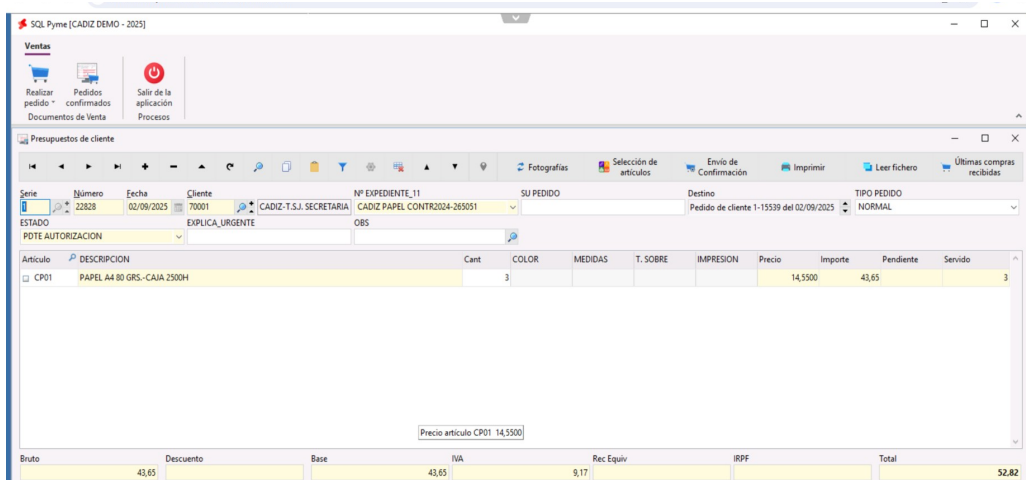 SQL Pyme [CADIZ DEMO - 2025]
Ventas
Realizar pedido
Pedidos confirmados
Salir de la aplicación
Documentos de Venta
Procesos
Presupuestos de cliente
Fotografías
Selección de artículos
Envío de Confirmación
Imprimir
Leer fichero
Últimas compras recibidas
Serie Número Fecha Cliente Nº EXPEDIENTE_11 SU PEDIDO Destino TIPO PEDIDO
1 22828 02/09/2025 70001 CADIZ-T.S.J. SECRETARIA CADIZ PAPEL CONTR2024-265051 Pedido de cliente 1-15539 del 02/09/2025 NORMAL
ESTADO EXPLICA_URGENTE OBS
PDTE AUTORIZACION
Artículo DESCRIPCION Cant COLOR MEDIDAS T. SOBRE IMPRESION Precio Importe Pendiente Servido
CP01 PAPEL A4 80 GRS.-CAJA 2500H 3 14,5500 43,65 3
Precio artículo CP01 14,5500
Bruto Descuento Base IVA Rec Equiv IRPF Total
43,65 43,65 9,17 52,82